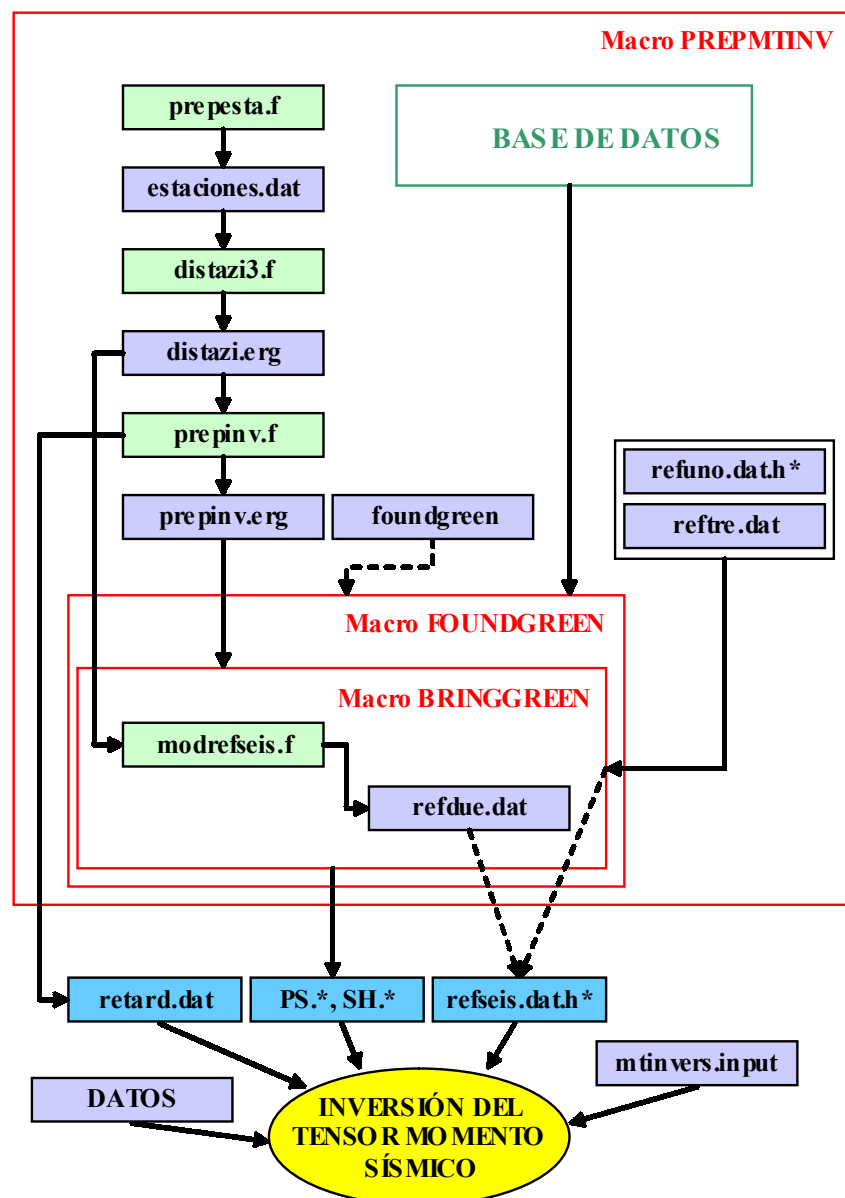 Macro PREPMTINV
prepesta.f
BASE DE DATOS
estaciones.dat
distazi3.f
distazi.erg
prepinv.f
refuno.dat.h*
prepinv.erg
foundgreen
reftre.dat
Macro FOUNDGREEN
Macro BRINGGREEN
modrefseis.f
refdue.dat
retard.dat
PS.*, SH.*
refseis.dat.h*
mtinvers.input
DATOS
INVERSIÓN DEL
TENSOR MOMENTO
SÍSMICO